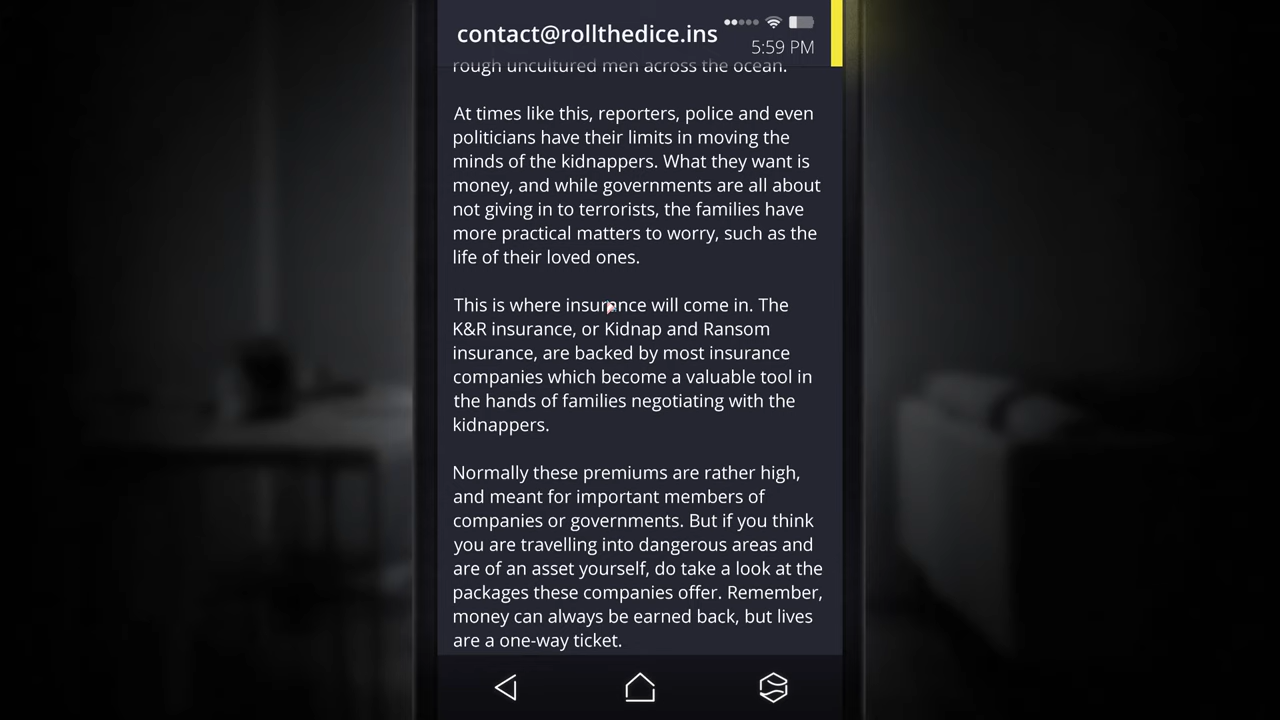 contact@rollthedice.ins
5:59 PM
rough uncultured men across the ocean.
At times like this, reporters, police and even
politicians have their limits in moving the
minds of the kidnappers. What they want is
money, and while governments are all about
not giving in to terrorists, the families have
more practical matters to worry, such as the
life of their loved ones.
This is where insurance will come in. The
K&R insurance, or Kidnap and Ransom
insurance, are backed by most insurance
companies which become a valuable tool in
the hands of families negotiating with the
kidnappers.
Normally these premiums are rather high,
and meant for important members of
companies or governments. But if you think
you are travelling into dangerous areas and
are of an asset yourself, do take a look at the
packages these companies offer. Remember,
money can always be earned back, but lives
are a one-way ticket.